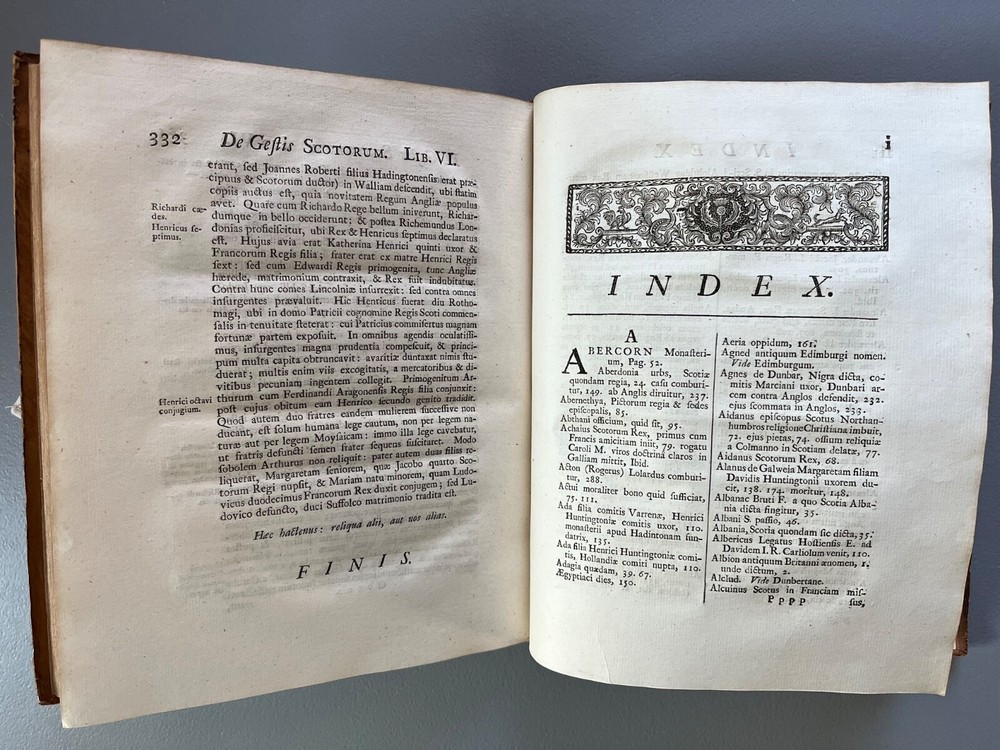 332
De Gestis SCOTORUM. LIB. VI.
erant, sed Joannes Roberti filius Hadingtonensis erat præ-
cipuus & Scotorum ductor) in Walliam descendit, ubi statim
copiis auctus est, quia novitatem Regum Angliæ populus
avet. Quare cum Richardo Rege bellum iniverunt, Richar-
dumque in bello occiderunt; & postea Richemundus Lon-
donias proficiscitur, ubi Rex & Henricus septimus declaratus
est. Hujus avia erat Katherina Henrici quinti uxor &
Francorum Regis filia; frater erat ex matre Henrici Regis
sext: sed cum Edwardi Regis primogenita, tunc Angliæ
hærede, matrimonium contraxit, & Rex fuit indubitatus.
Contra hunc comes Lincolniæ insurrexit: sed contra omnes
insurgentes prævaluit. Hic Henricus fuerat diu Rotho-
magi, ubi in domo Patricii cognomine Regis Scoti commen-
salis in tenuitate steterat: cui Patricius commisertus magnam
fortunæ partem exposuit. In omnibus agendis oculatissi-
mus, insurgentes magna prudentia compescuit, & princi-
pum multa capita obtruncavit: avaritiæ duntaxat nimis stu-
duerat; multis enim viis excogitatis, a mercatoribus & di-
vitibus pecuniam ingentem collegit. Primogenitum Ar-
thurum cum Ferdinandi Aragonensis Regis filia conjunxit:
post cujus obitum eam Henrico secundo genito tradidit.
Quod autem duo fratres eandem mulierem successive non
ducant, est solum humana lege cautum, non per legem na-
turæ aut per legem Moysaicam: immo illa lege cavebatur,
ut fratris defuncti semen frater sequens suscitaret. Modo
sobolem Arthurus non reliquit: pater autem duas filias re-
liquerat, Margaretam seniorem, quæ Jacobo quarto Sco-
torum Regi nupsit, & Mariam natu minorem, quam Ludo-
vicus duodecimus Francorum Rex duxit conjugem; sed Lu-
dovico defuncto, duci Suffolco matrimonio tradita est.
Hæc hactenus: reliqua alii, aut nos alias.
FINIS.
Richardi cæ-
des.
Henricus se-
ptimus.
Henrici octavi
conjugium.
i
INDEX.
A
ABERCORN Monasteri-
um, Pag. 52.
Aberdonia urbs, Scotiæ
quondam regia, 24. casu comburi-
tur, 149. ab Anglis diruitur, 237.
Abernethya, Pictorum regia & sedes
episcopalis, 85.
Abthani officium, quid sit, 95.
Achaius Scotorum Rex, primus cum
Francis amicitiam inuit, 79. rogatu
Caroli M. viros doctrina claros in
Galliam mittit, Ibid.
Acton (Rogerus) Lolardus comburi-
tur, 288.
Actui moraliter bono quid sufficiat,
75. 111.
Ada filia comitis Varrenæ, Henrici
Huntingtoniæ comitis uxor, 110.
monasterii apud Hadintonam fun-
datrix, 135.
Ada filia Henrici Huntingtoniæ comi-
tis, Hollandiæ comiti nupta, 110.
Adagia quædam, 39. 67.
Ægyptiaci dies, 150.
Aeria oppidum, 161.
Agned antiquum Edimburgi nomen.
Vide Edimburgum.
Agnes de Dunbar, Nigra dicta, co-
mitis Marciani uxor, Dunbari ar-
cem contra Anglos defendit, 232.
ejus scommata in Anglos, 233.
Aidanus episcopus Scotus Northan-
humbros religione Christiana imbuit,
72. ejus pietas, 74. ossium reliquiæ
a Colmanno in Scotiam delatæ, 77.
Aidanus Scotorum Rex, 68.
Alanus de Galweia Margaretam filiam
Davidis Huntingtonii uxorem du-
cit, 138. 174. moritur, 148.
Albanac Bruti F. a quo Scotia Alba-
nia dicta fingitur, 35.
Albani S. passio, 46.
Albania, Scotia quondam sic dicta, 35.
Albericus Legatus Hostiensis E. ad
Davidem I. R. Carliolum venit, 110.
Albion antiquum Britanni ænomen, 1.
unde dictum, 2.
Alclud. Vide Dunbertane.
Alcuinus Scotus in Franciam mis-
PPPP
sus,